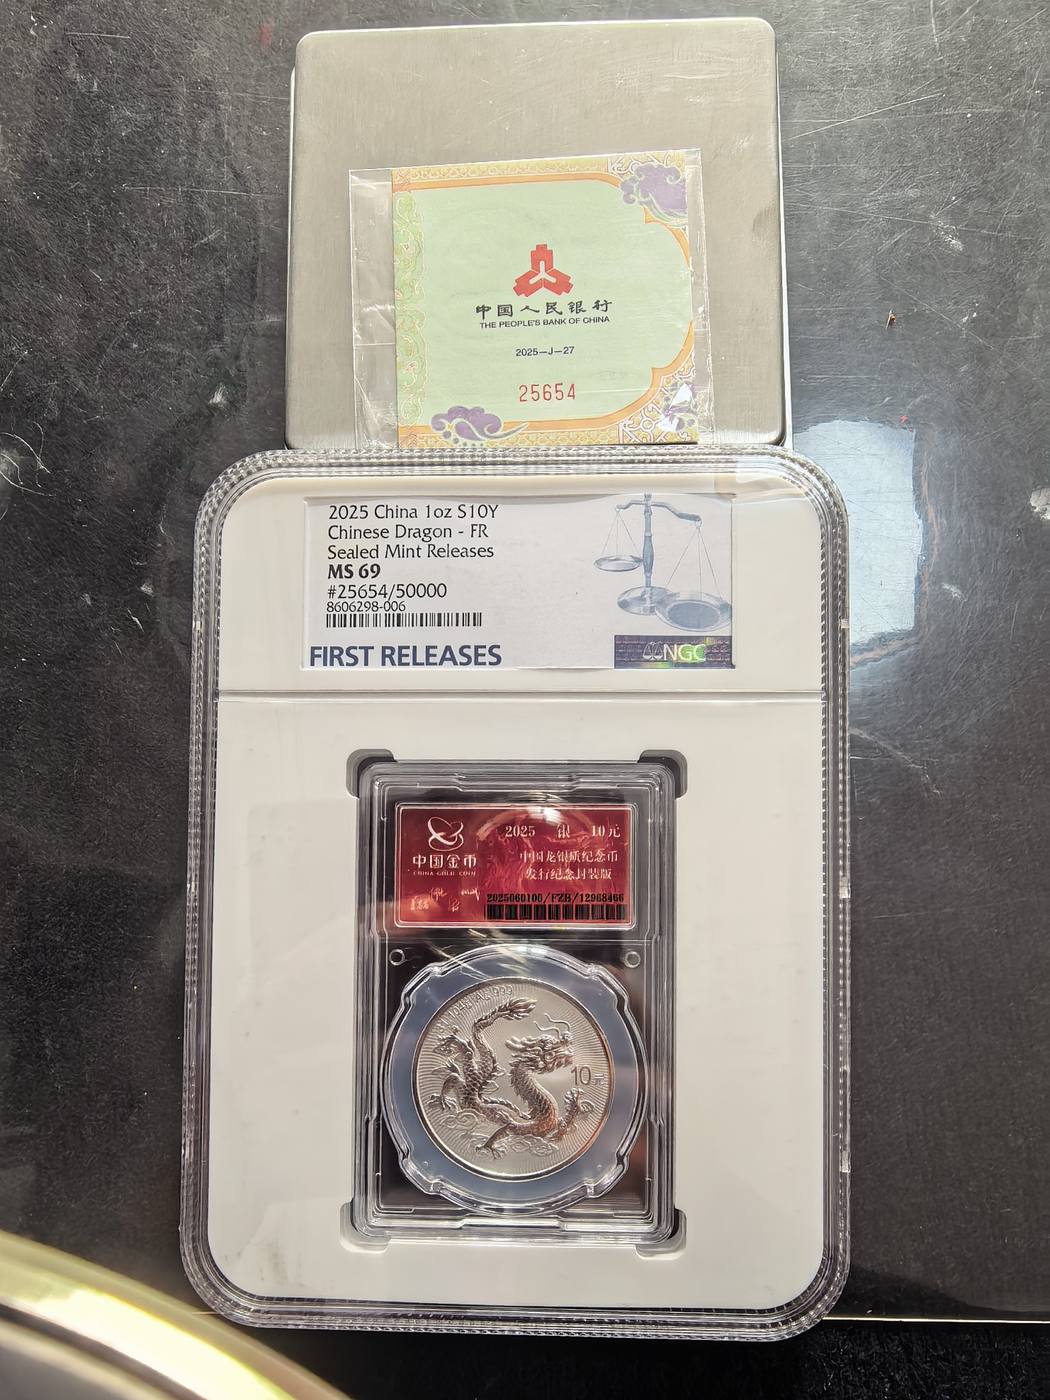 中国人民银行
THE PEOPLE'S BANK OF CHINA
2025—J—27
25654
2025 China 1oz S10Y
Chinese Dragon - FR
Sealed Mint Releases
MS 69
#25654/50000
8606298-006
FIRST RELEASES
NGC
2025 银 10元
中国金币
CHINA GOLD COIN
中国龙银质纪念币
发行纪念封装版
2025060100/FZB/12968466
10元